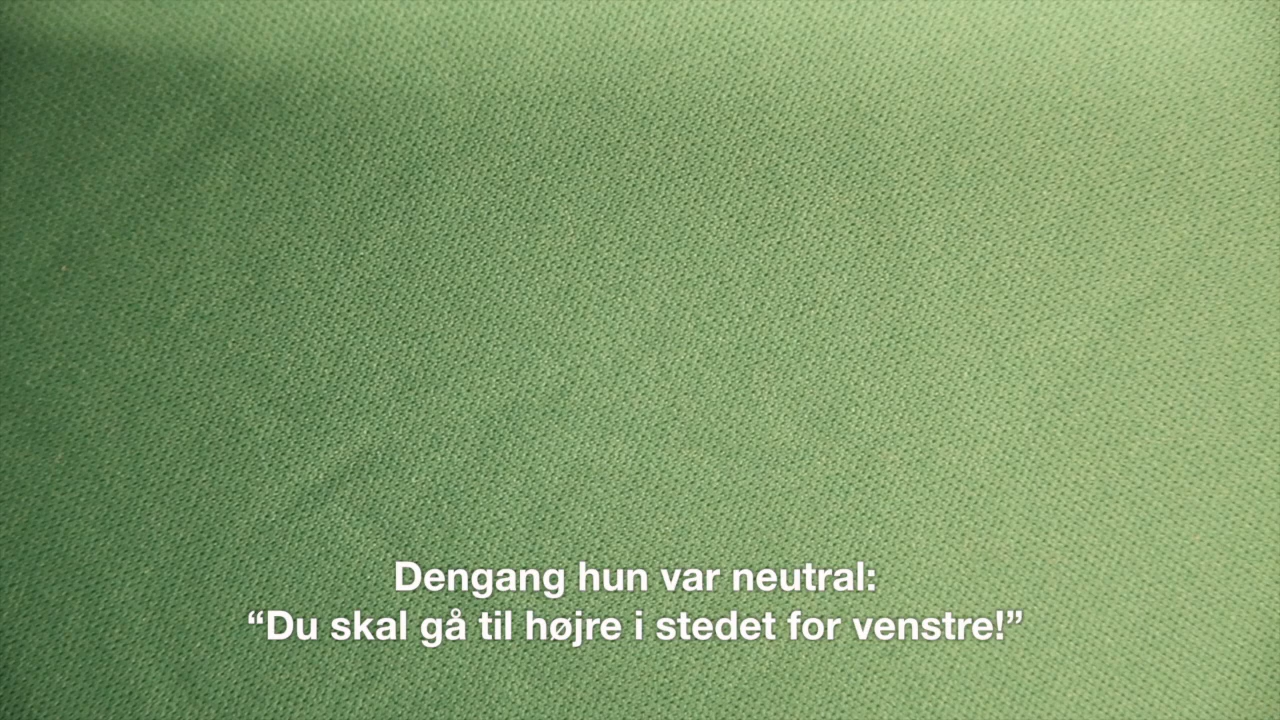 Dengang hun var neutral:
“Du skal gå til højre i stedet for venstre!”